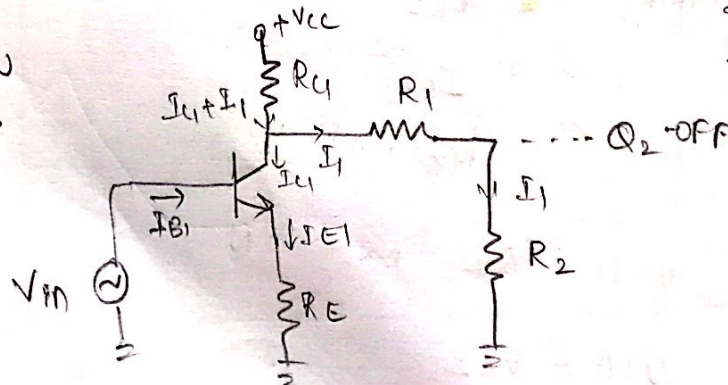 +Vcc
RC1
R1
IC1+I1
I1
Q2-OFF
IC1
I1
IB1
IE1
R2
Vin
RE